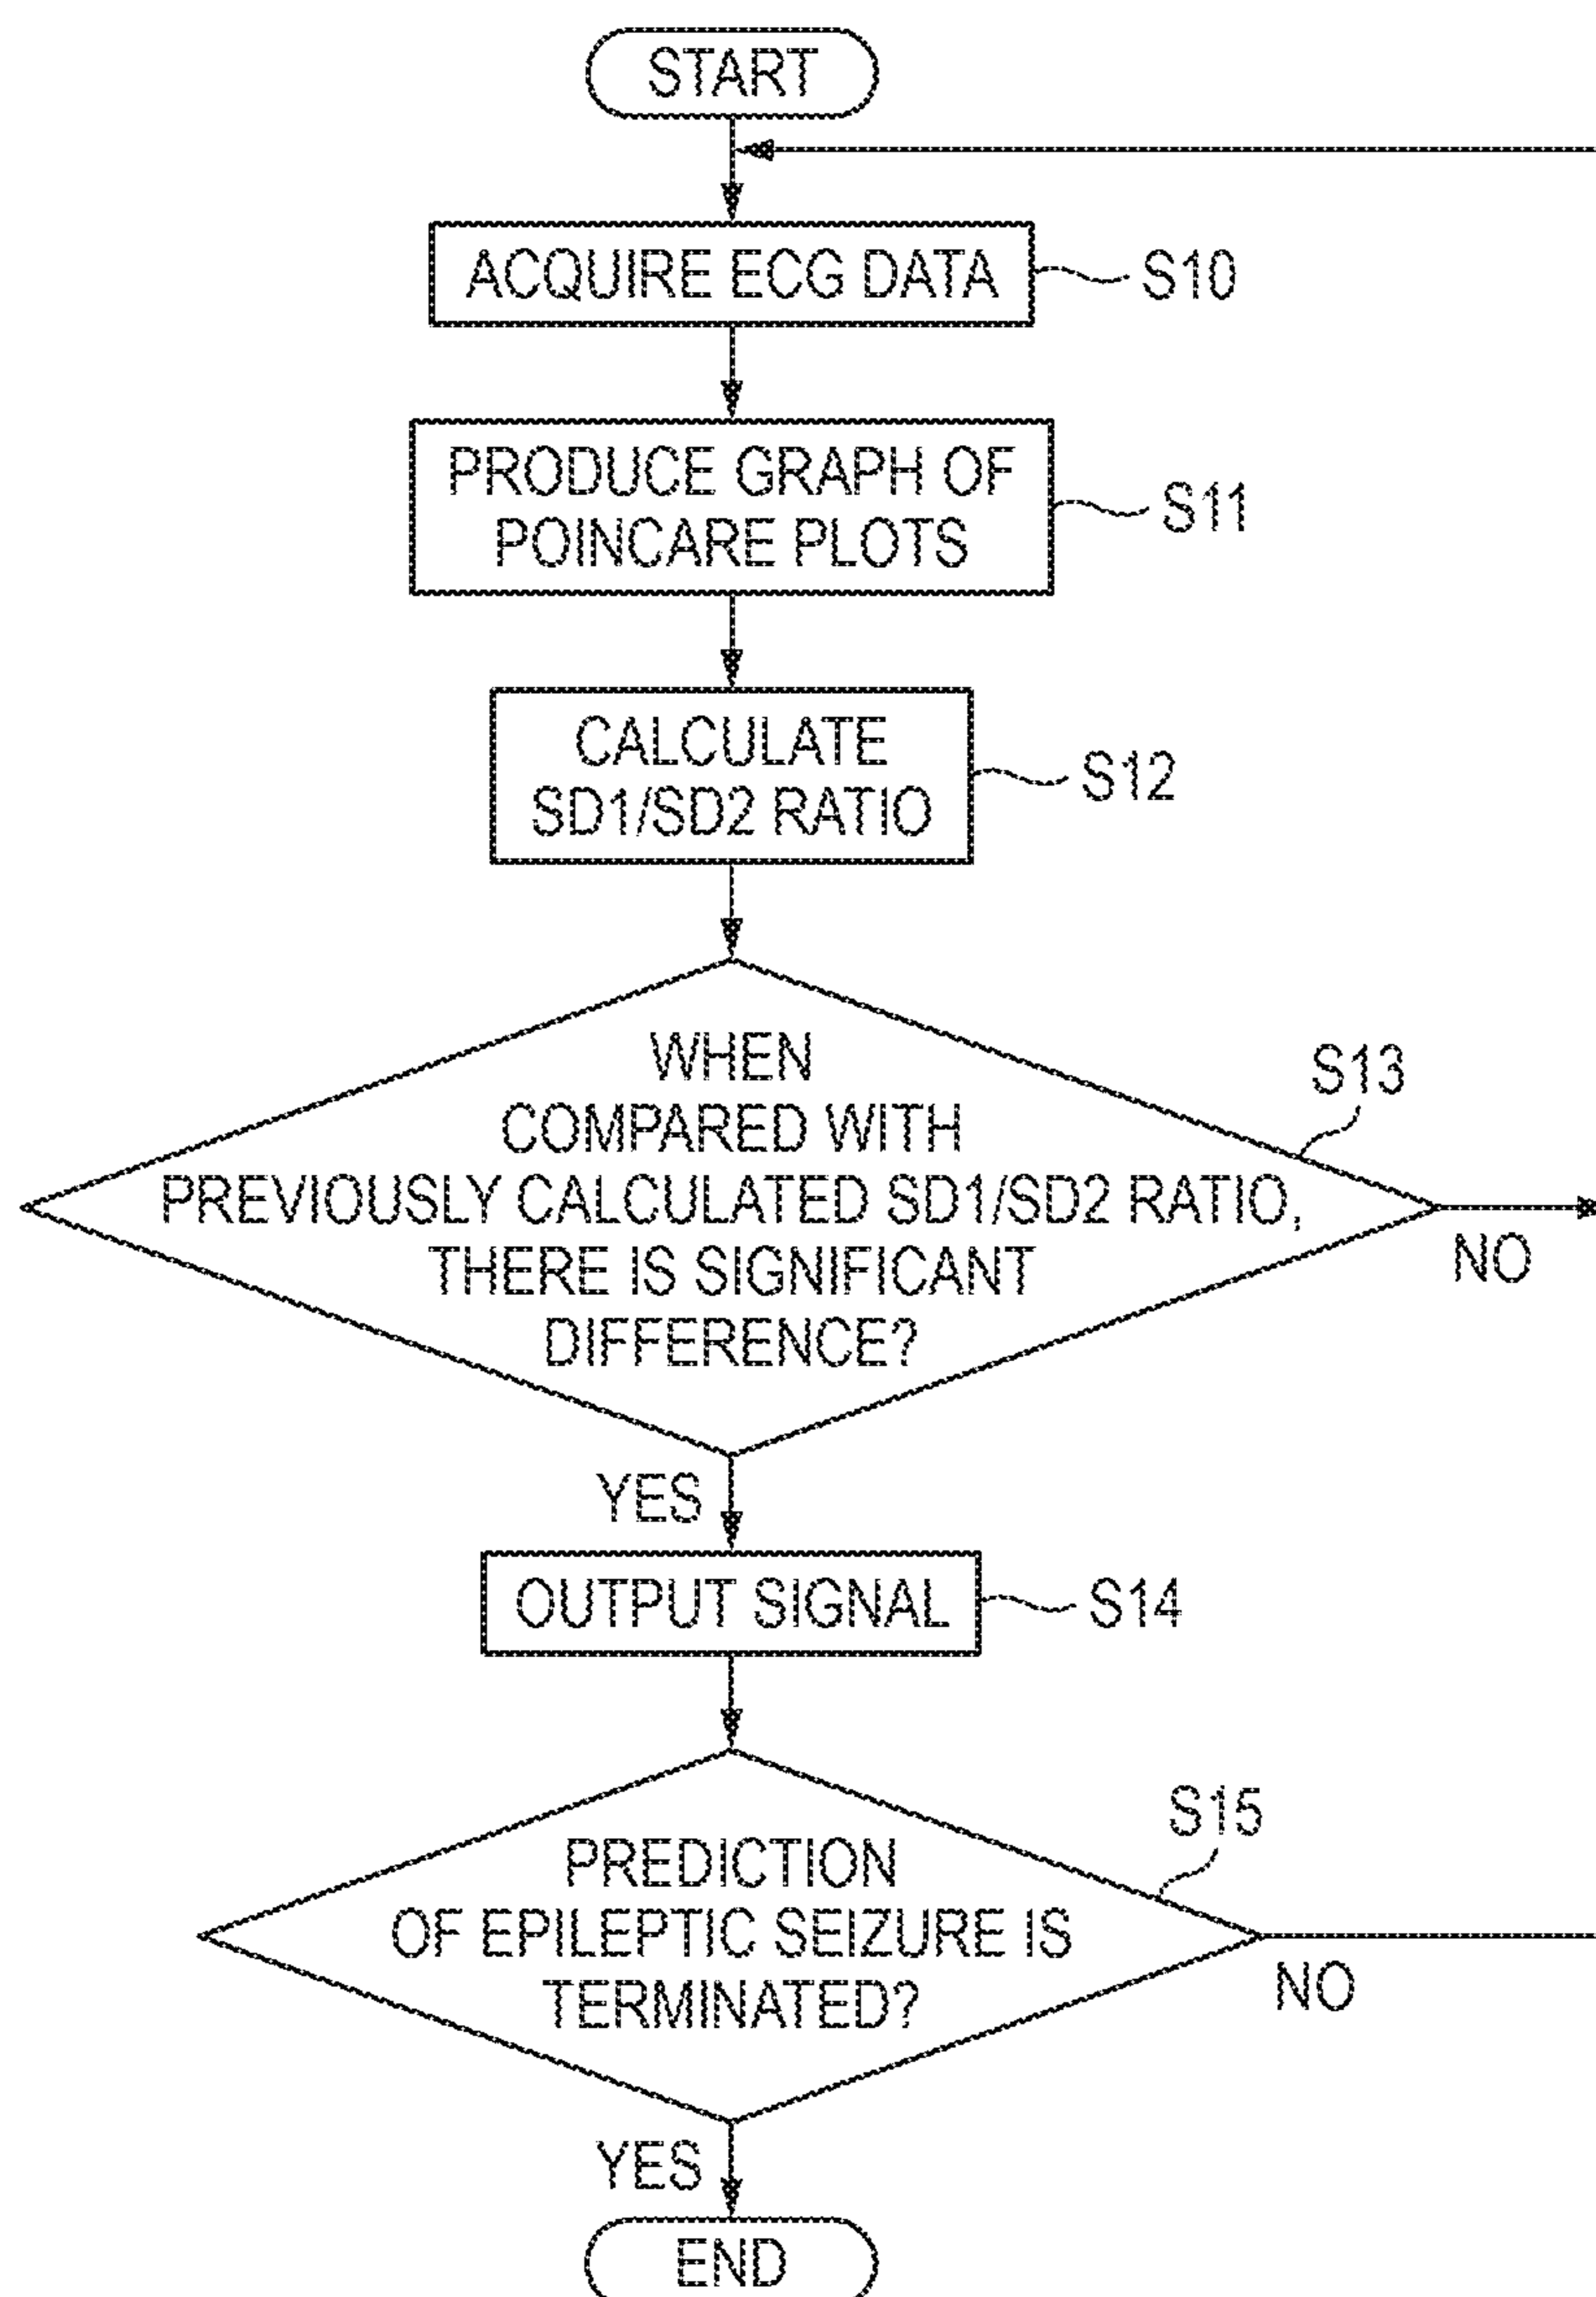 START
ACQUIRE ECG DATA
S10
PRODUCE GRAPH OF
POINCARE PLOTS
S11
CALCULATE
SD1/SD2 RATIO
S12
WHEN
COMPARED WITH
PREVIOUSLY CALCULATED SD1/SD2 RATIO,
THERE IS SIGNIFICANT
DIFFERENCE?
S13
NO
YES
OUTPUT SIGNAL
S14
PREDICTION
OF EPILEPTIC SEIZURE IS
TERMINATED?
S15
NO
YES
END